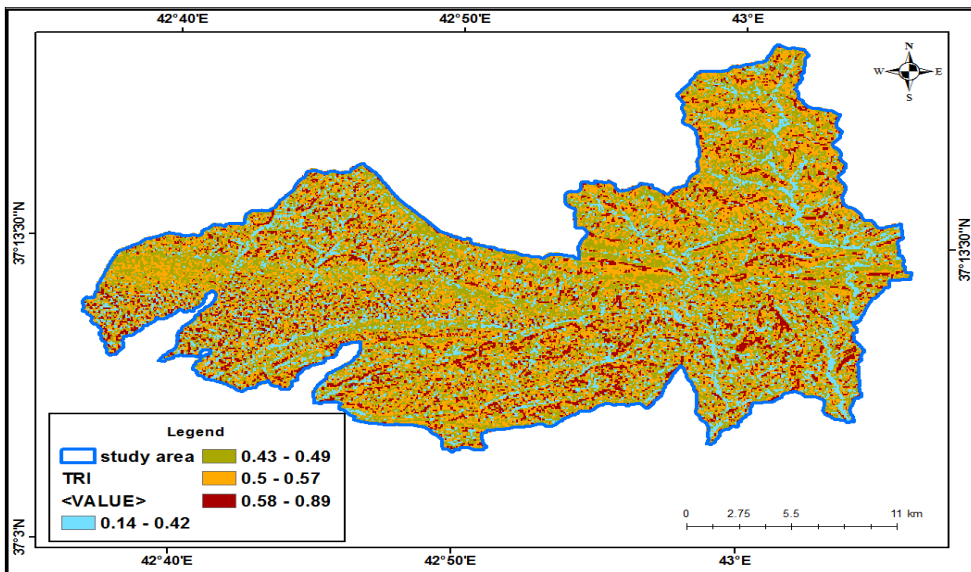 42°40'E 42°50'E 43°E
N
W E
S
37°13'30"N
37°13'30"N
Legend
study area
TRI
<VALUE>
0.14 - 0.42
0.43 - 0.49
0.5 - 0.57
0.58 - 0.89
0 2.75 5.5 11 km
37°3'N
42°40'E 42°50'E 43°E